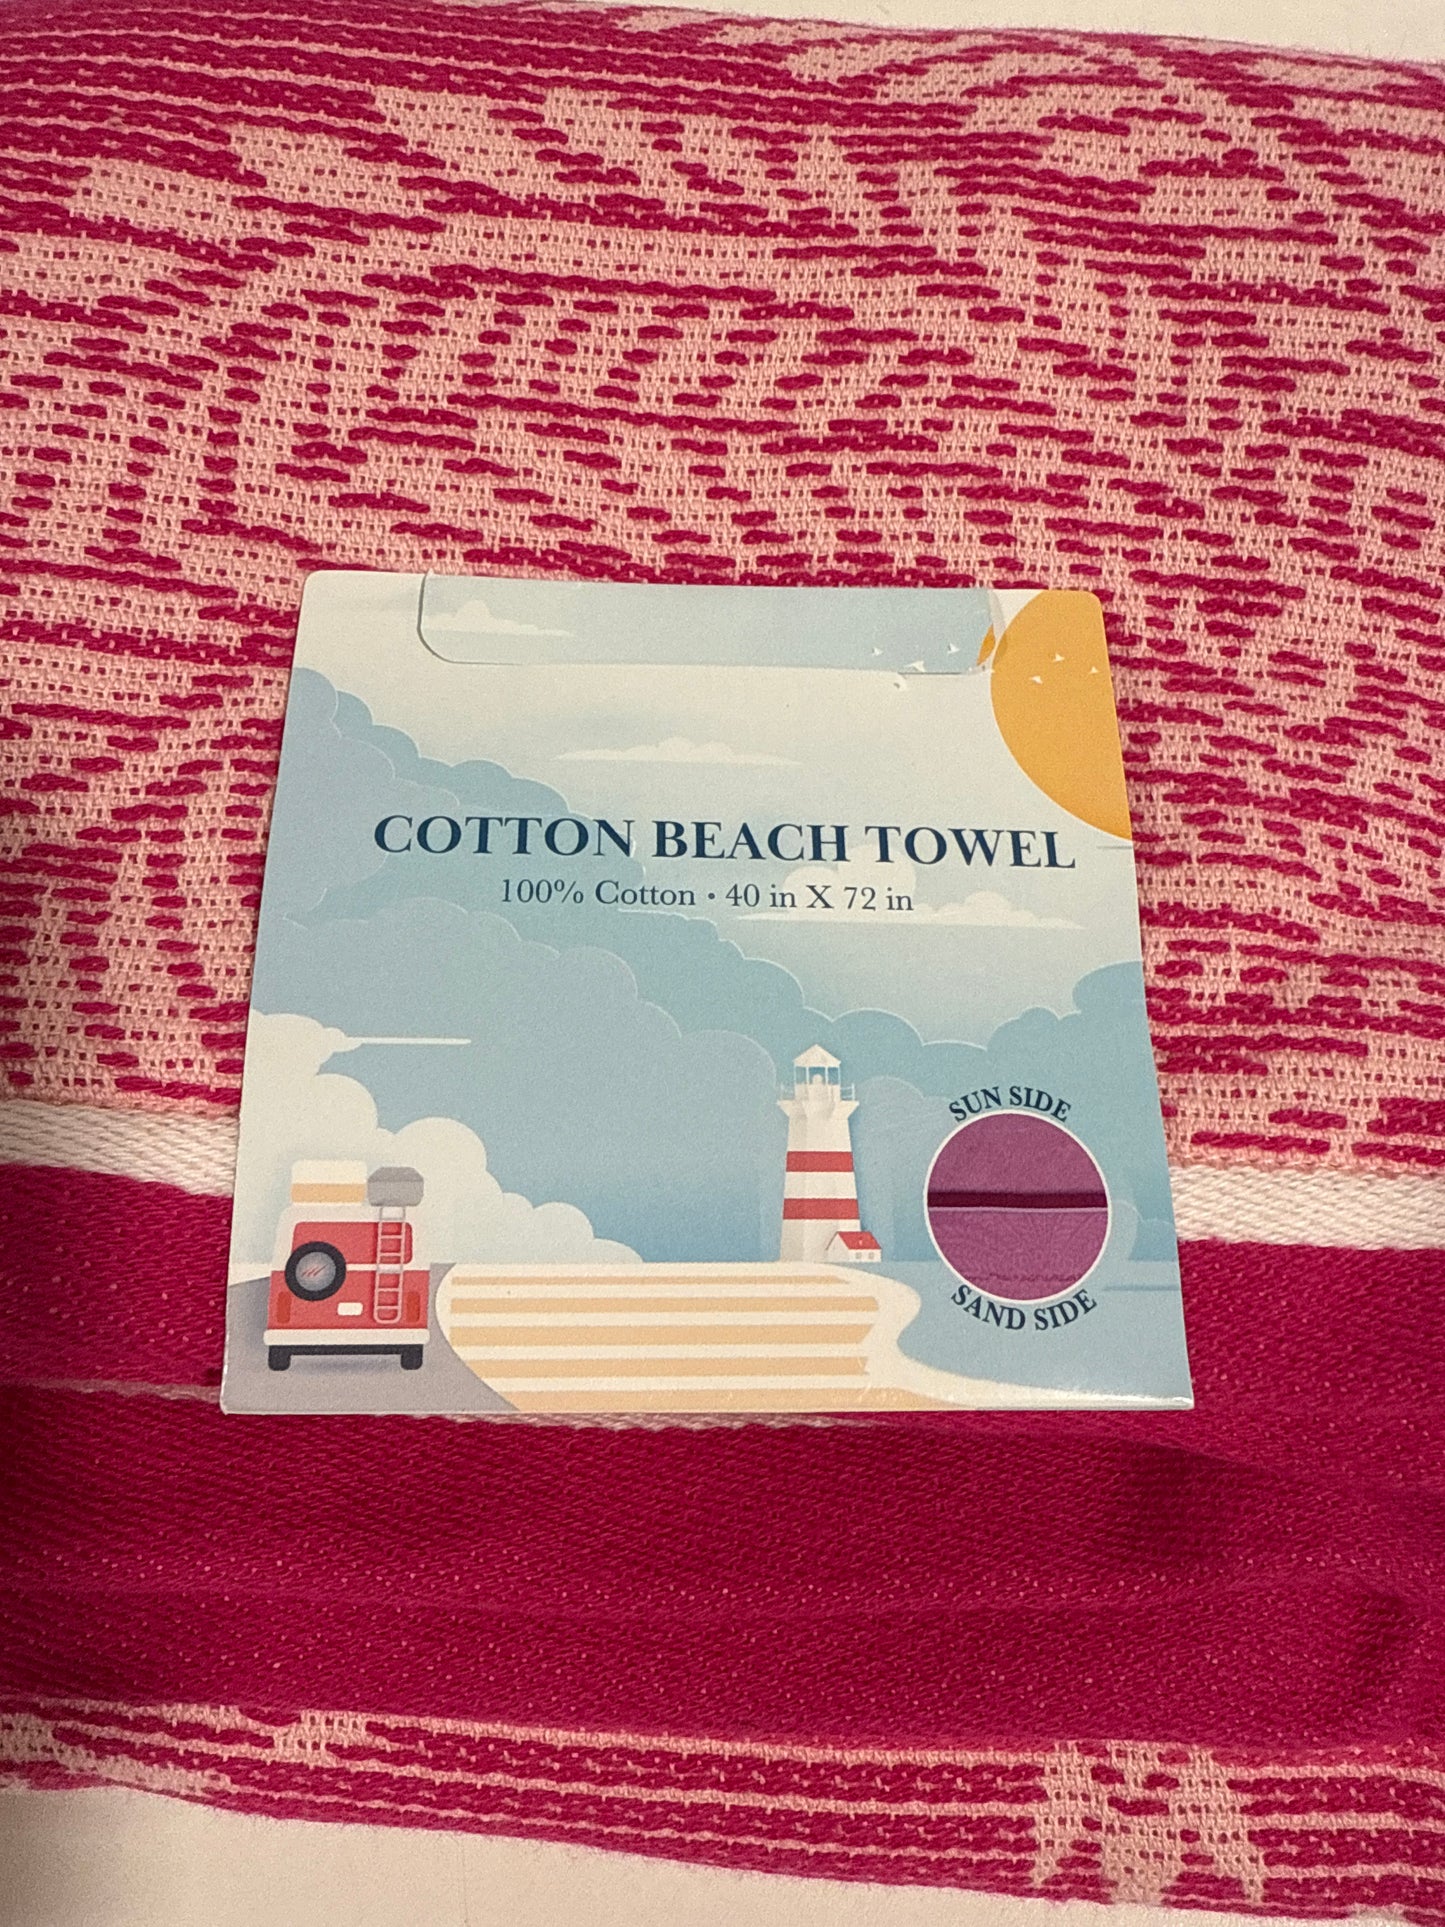 COTTON BEACH TOWEL
100% Cotton • 40 in X 72 in
SUN SIDE
SAND SIDE